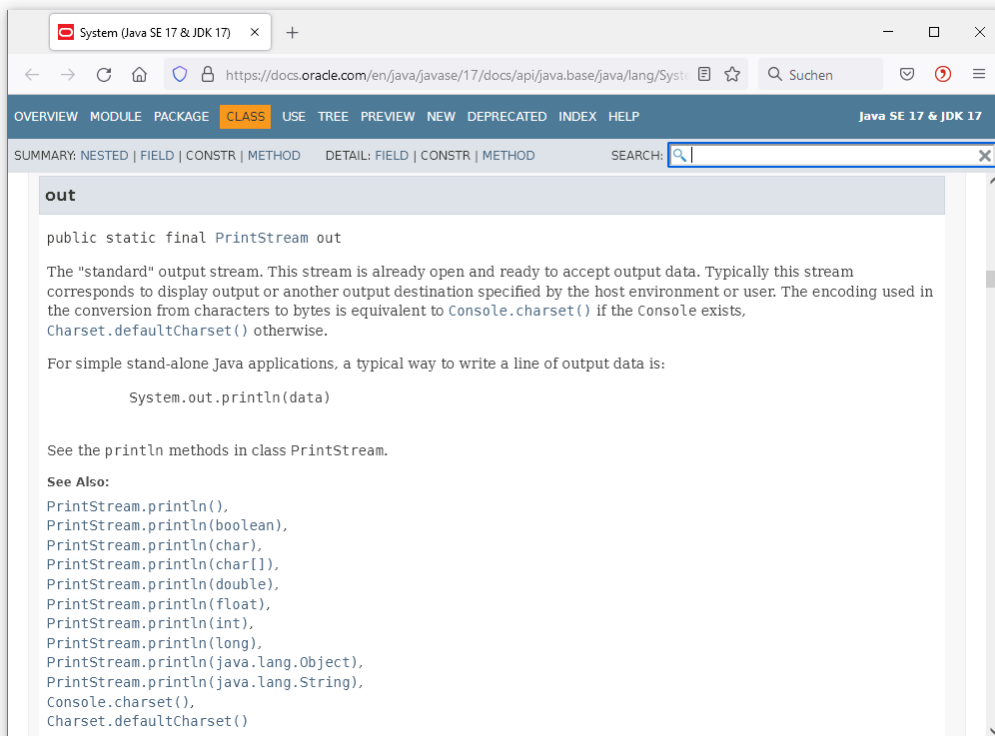 System (Java SE 17 & JDK 17)
https://docs.oracle.com/en/java/javase/17/docs/api/java.base/java/lang/Syste
Suchen
OVERVIEW MODULE PACKAGE CLASS USE TREE PREVIEW NEW DEPRECATED INDEX HELP Java SE 17 & JDK 17
SUMMARY: NESTED | FIELD | CONSTR | METHOD DETAIL: FIELD | CONSTR | METHOD SEARCH:
out
public static final PrintStream out
The "standard" output stream. This stream is already open and ready to accept output data. Typically this stream
corresponds to display output or another output destination specified by the host environment or user. The encoding used in
the conversion from characters to bytes is equivalent to Console.charset() if the Console exists,
Charset.defaultCharset() otherwise.
For simple stand-alone Java applications, a typical way to write a line of output data is:
System.out.println(data)
See the println methods in class PrintStream.
See Also:
PrintStream.println(),
PrintStream.println(boolean),
PrintStream.println(char),
PrintStream.println(char[]),
PrintStream.println(double),
PrintStream.println(float),
PrintStream.println(int),
PrintStream.println(long),
PrintStream.println(java.lang.Object),
PrintStream.println(java.lang.String),
Console.charset(),
Charset.defaultCharset()